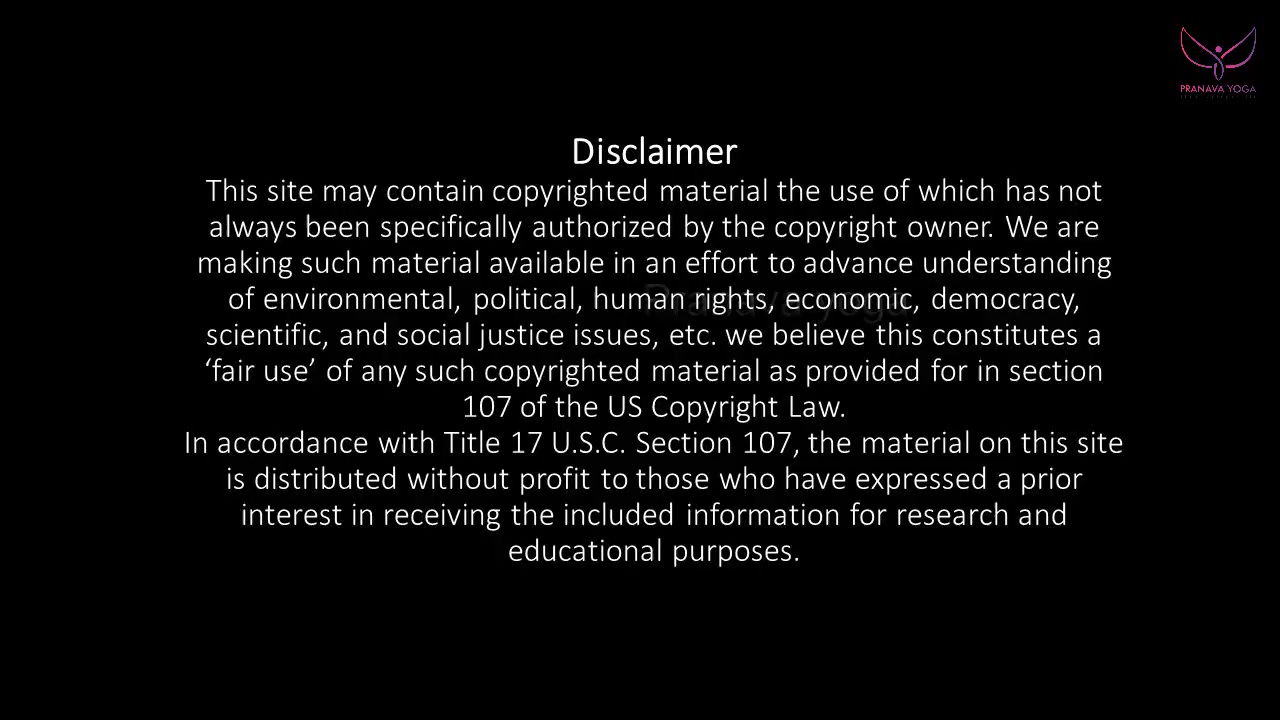 PRANAVA YOGA
Disclaimer
This site may contain copyrighted material the use of which has not
always been specifically authorized by the copyright owner. We are
making such material available in an effort to advance understanding
of environmental, political, human rights, economic, democracy,
scientific, and social justice issues, etc. we believe this constitutes a
‘fair use’ of any such copyrighted material as provided for in section
107 of the US Copyright Law.
In accordance with Title 17 U.S.C. Section 107, the material on this site
is distributed without profit to those who have expressed a prior
interest in receiving the included information for research and
educational purposes.
Pranava yoga